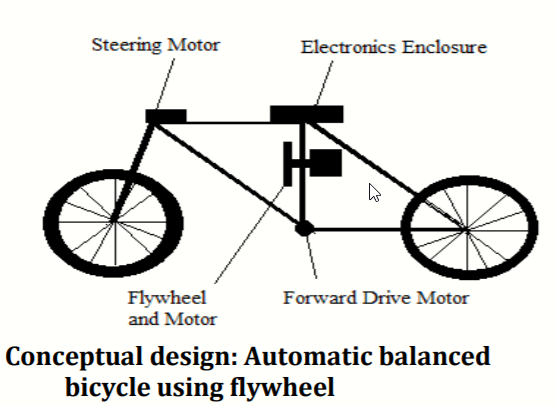 Steering Motor
Electronics Enclosure
Flywheel
and Motor
Forward Drive Motor
Conceptual design: Automatic balanced
bicycle using flywheel